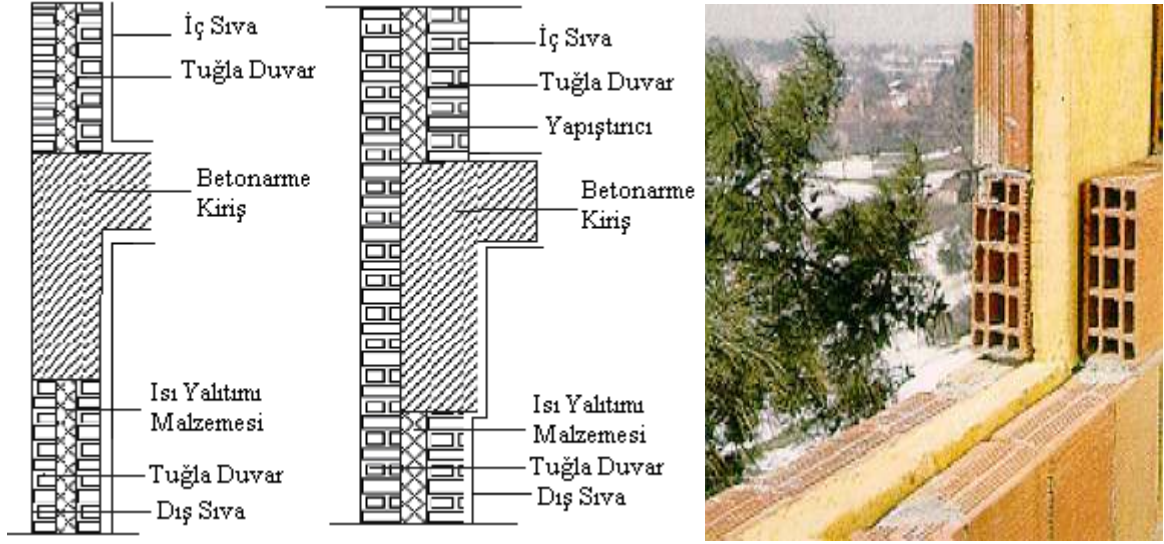 İç Sıva
Tuğla Duvar
Betonarme
Kiriş
Isı Yalıtımı
Malzemesi
Tuğla Duvar
Dış Sıva
İç Sıva
Tuğla Duvar
Yapıştırıcı
Betonarme
Kiriş
Isı Yalıtımı
Malzemesi
Tuğla Duvar
Dış Sıva